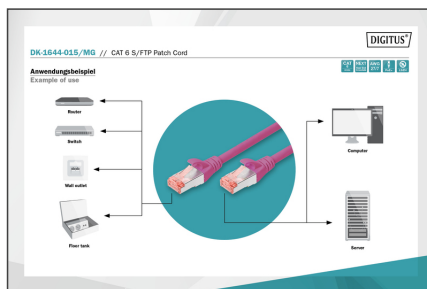 DIGITUS®
DK-1644-015/MG // CAT 6 S/FTP Patch Cord
Anwendungsbeispiel
Example of use
Router
Switch
Wall outlet
Floor tank
Computer
Server